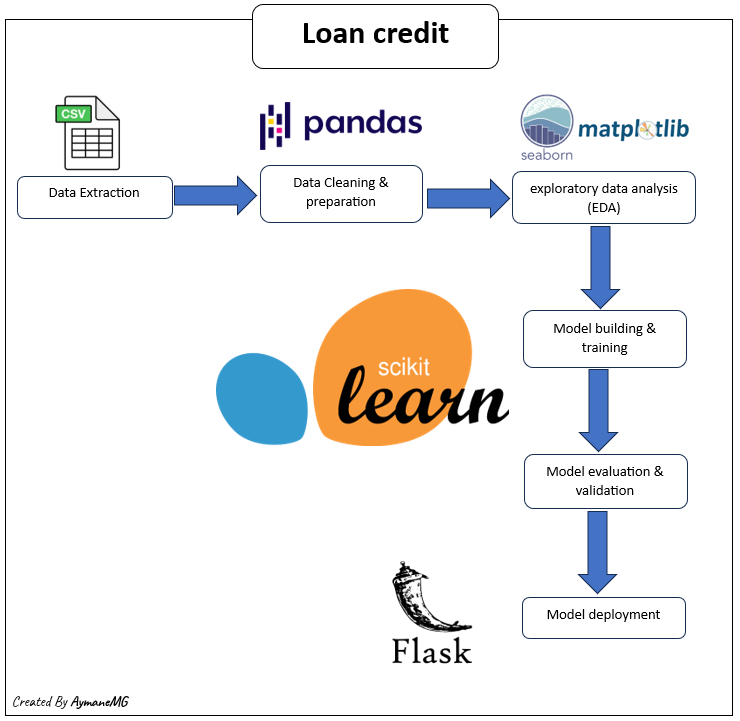 Loan credit
CSV
pandas
seaborn
matplotlib
Data Extraction
Data Cleaning &
preparation
exploratory data analysis
(EDA)
Model building &
training
scikit
learn
Model evaluation &
validation
Flask
Model deployment
Created By AymaneMG